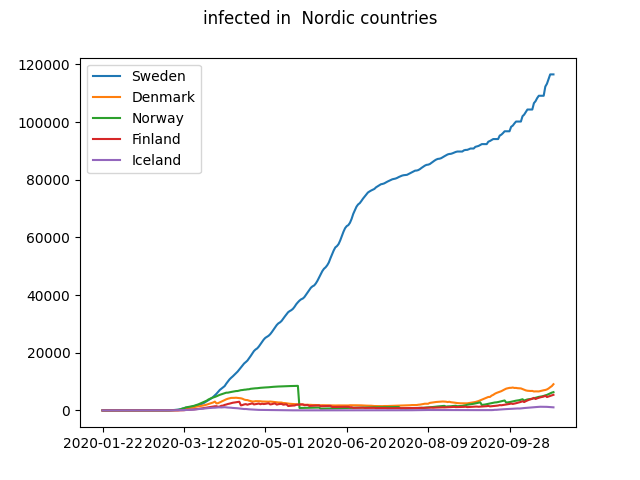 infected in  Nordic countries
120000
100000
80000
60000
40000
20000
0
Sweden
Denmark
Norway
Finland
Iceland
2020-01-22 2020-03-12 2020-05-01 2020-06-20 2020-08-09 2020-09-28